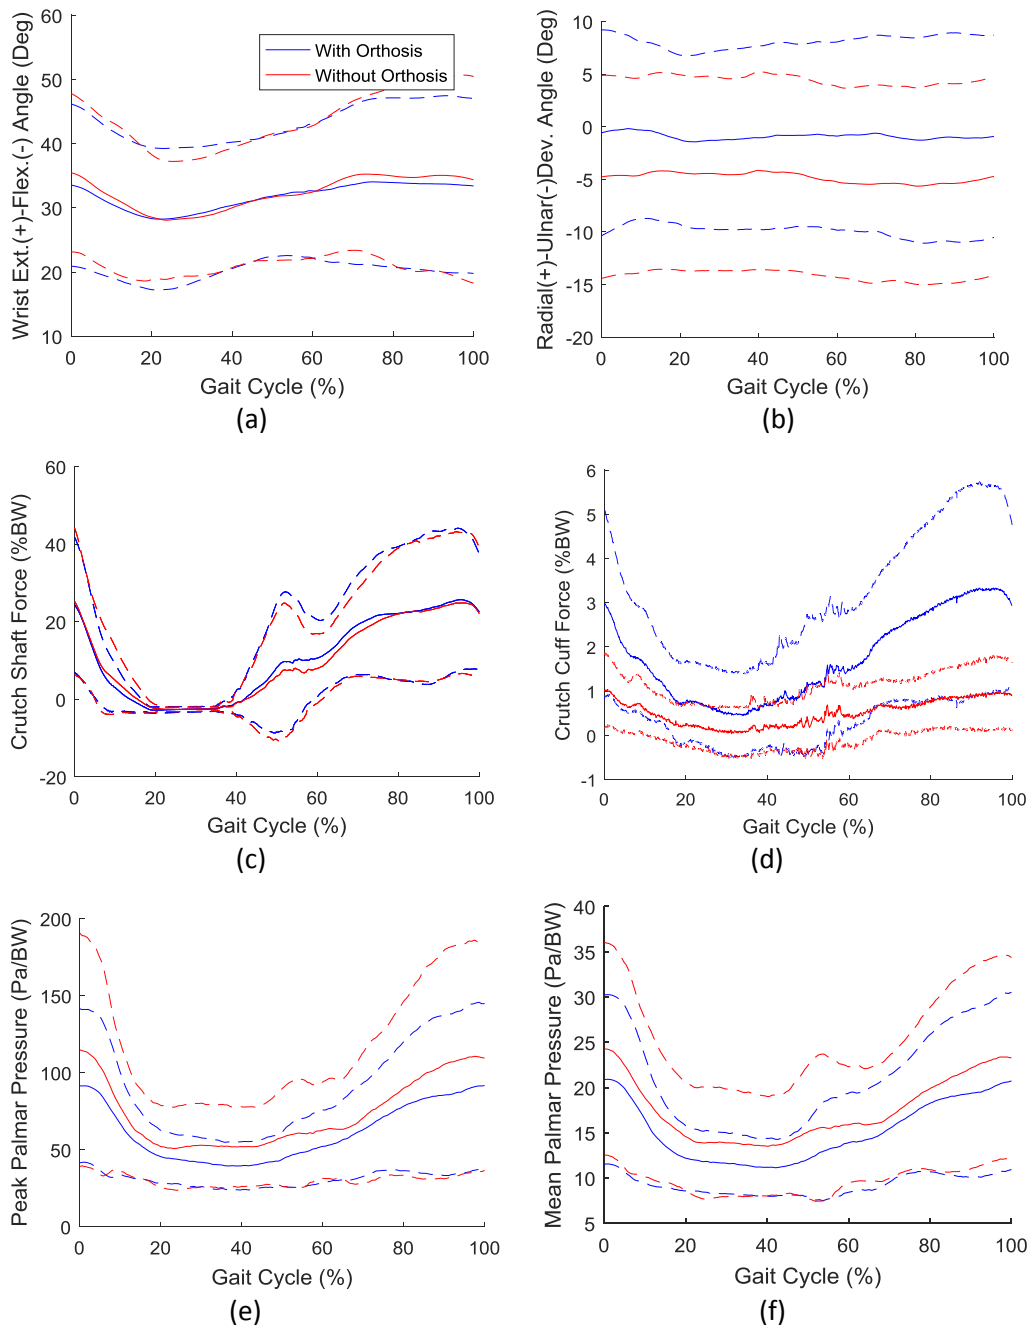 Wrist Ext.(+)-Flex.(-) Angle (Deg)
60
50
40
30
20
10
With Orthosis
Without Orthosis
0 20 40 60 80 100
Gait Cycle (%)
(a)
Radial(+)-Ulnar(-)Dev. Angle (Deg)
10
5
0
-5
-10
-15
-20
0 20 40 60 80 100
Gait Cycle (%)
(b)
Crutch Shaft Force (%BW)
60
40
20
0
-20
0 20 40 60 80 100
Gait Cycle (%)
(c)
Crutch Cuff Force (%BW)
6
5
4
3
2
1
0
-1
0 20 40 60 80 100
Gait Cycle (%)
(d)
Peak Palmar Pressure (Pa/BW)
200
150
100
50
0
0 20 40 60 80 100
Gait Cycle (%)
(e)
Mean Palmar Pressure (Pa/BW)
40
35
30
25
20
15
10
5
0 20 40 60 80 100
Gait Cycle (%)
(f)